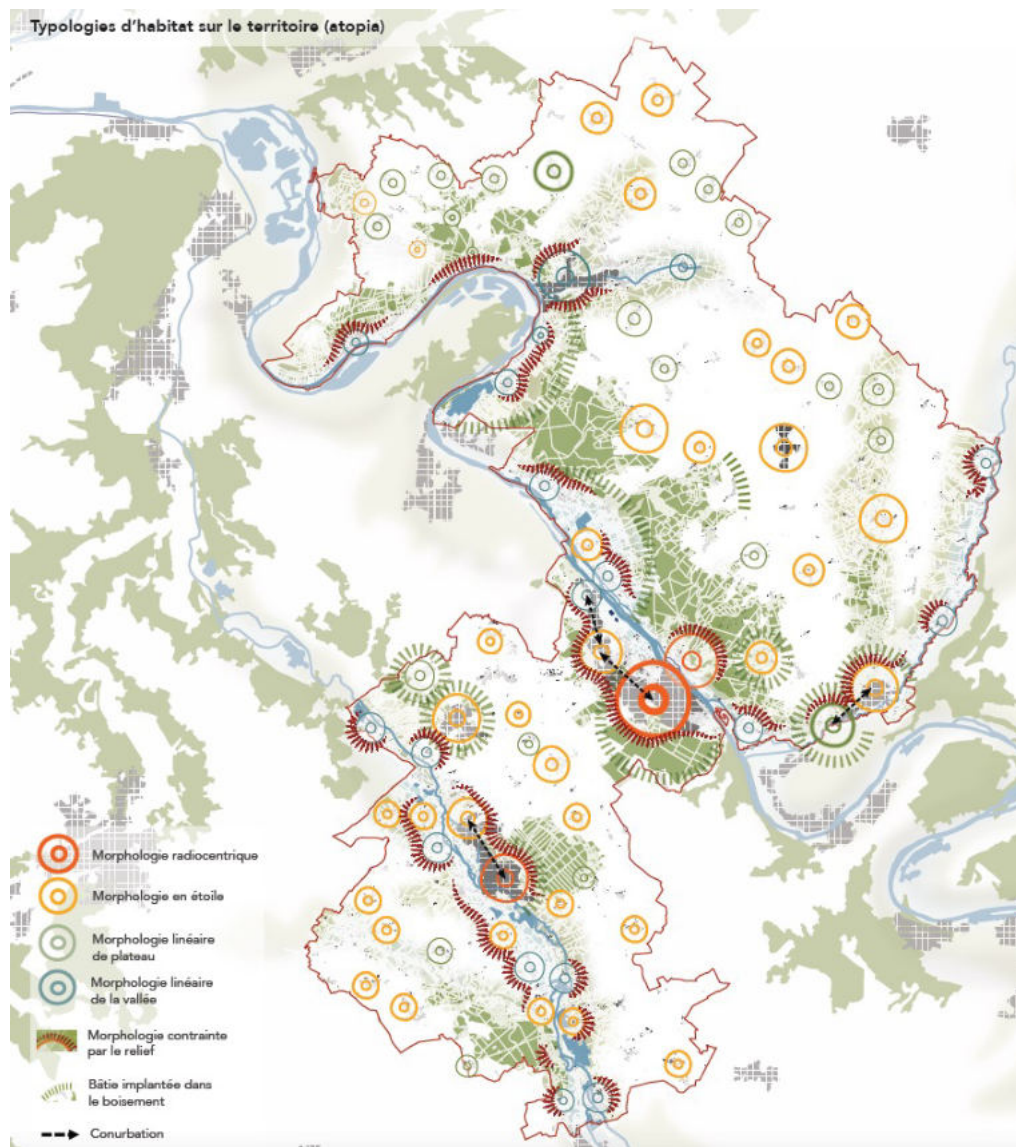 Typologies d'habitat sur le territoire (atopia)
Morphologie radiocentrique
Morphologie en étoile
Morphologie linéaire
de plateau
Morphologie linéaire
de la vallée
Morphologie contrainte
par le relief
Bâtie implantée dans
le boisement
Conurbation